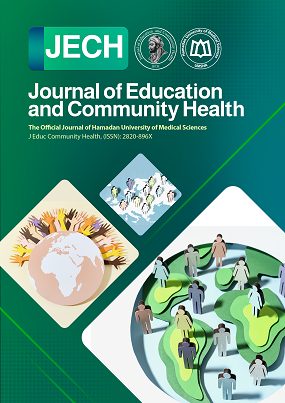 JECH
Journal of Education
and Community Health
The Official Journal of Hamadan University of Medical Sciences
J Educ Community Health, (ISSN): 2820-896X